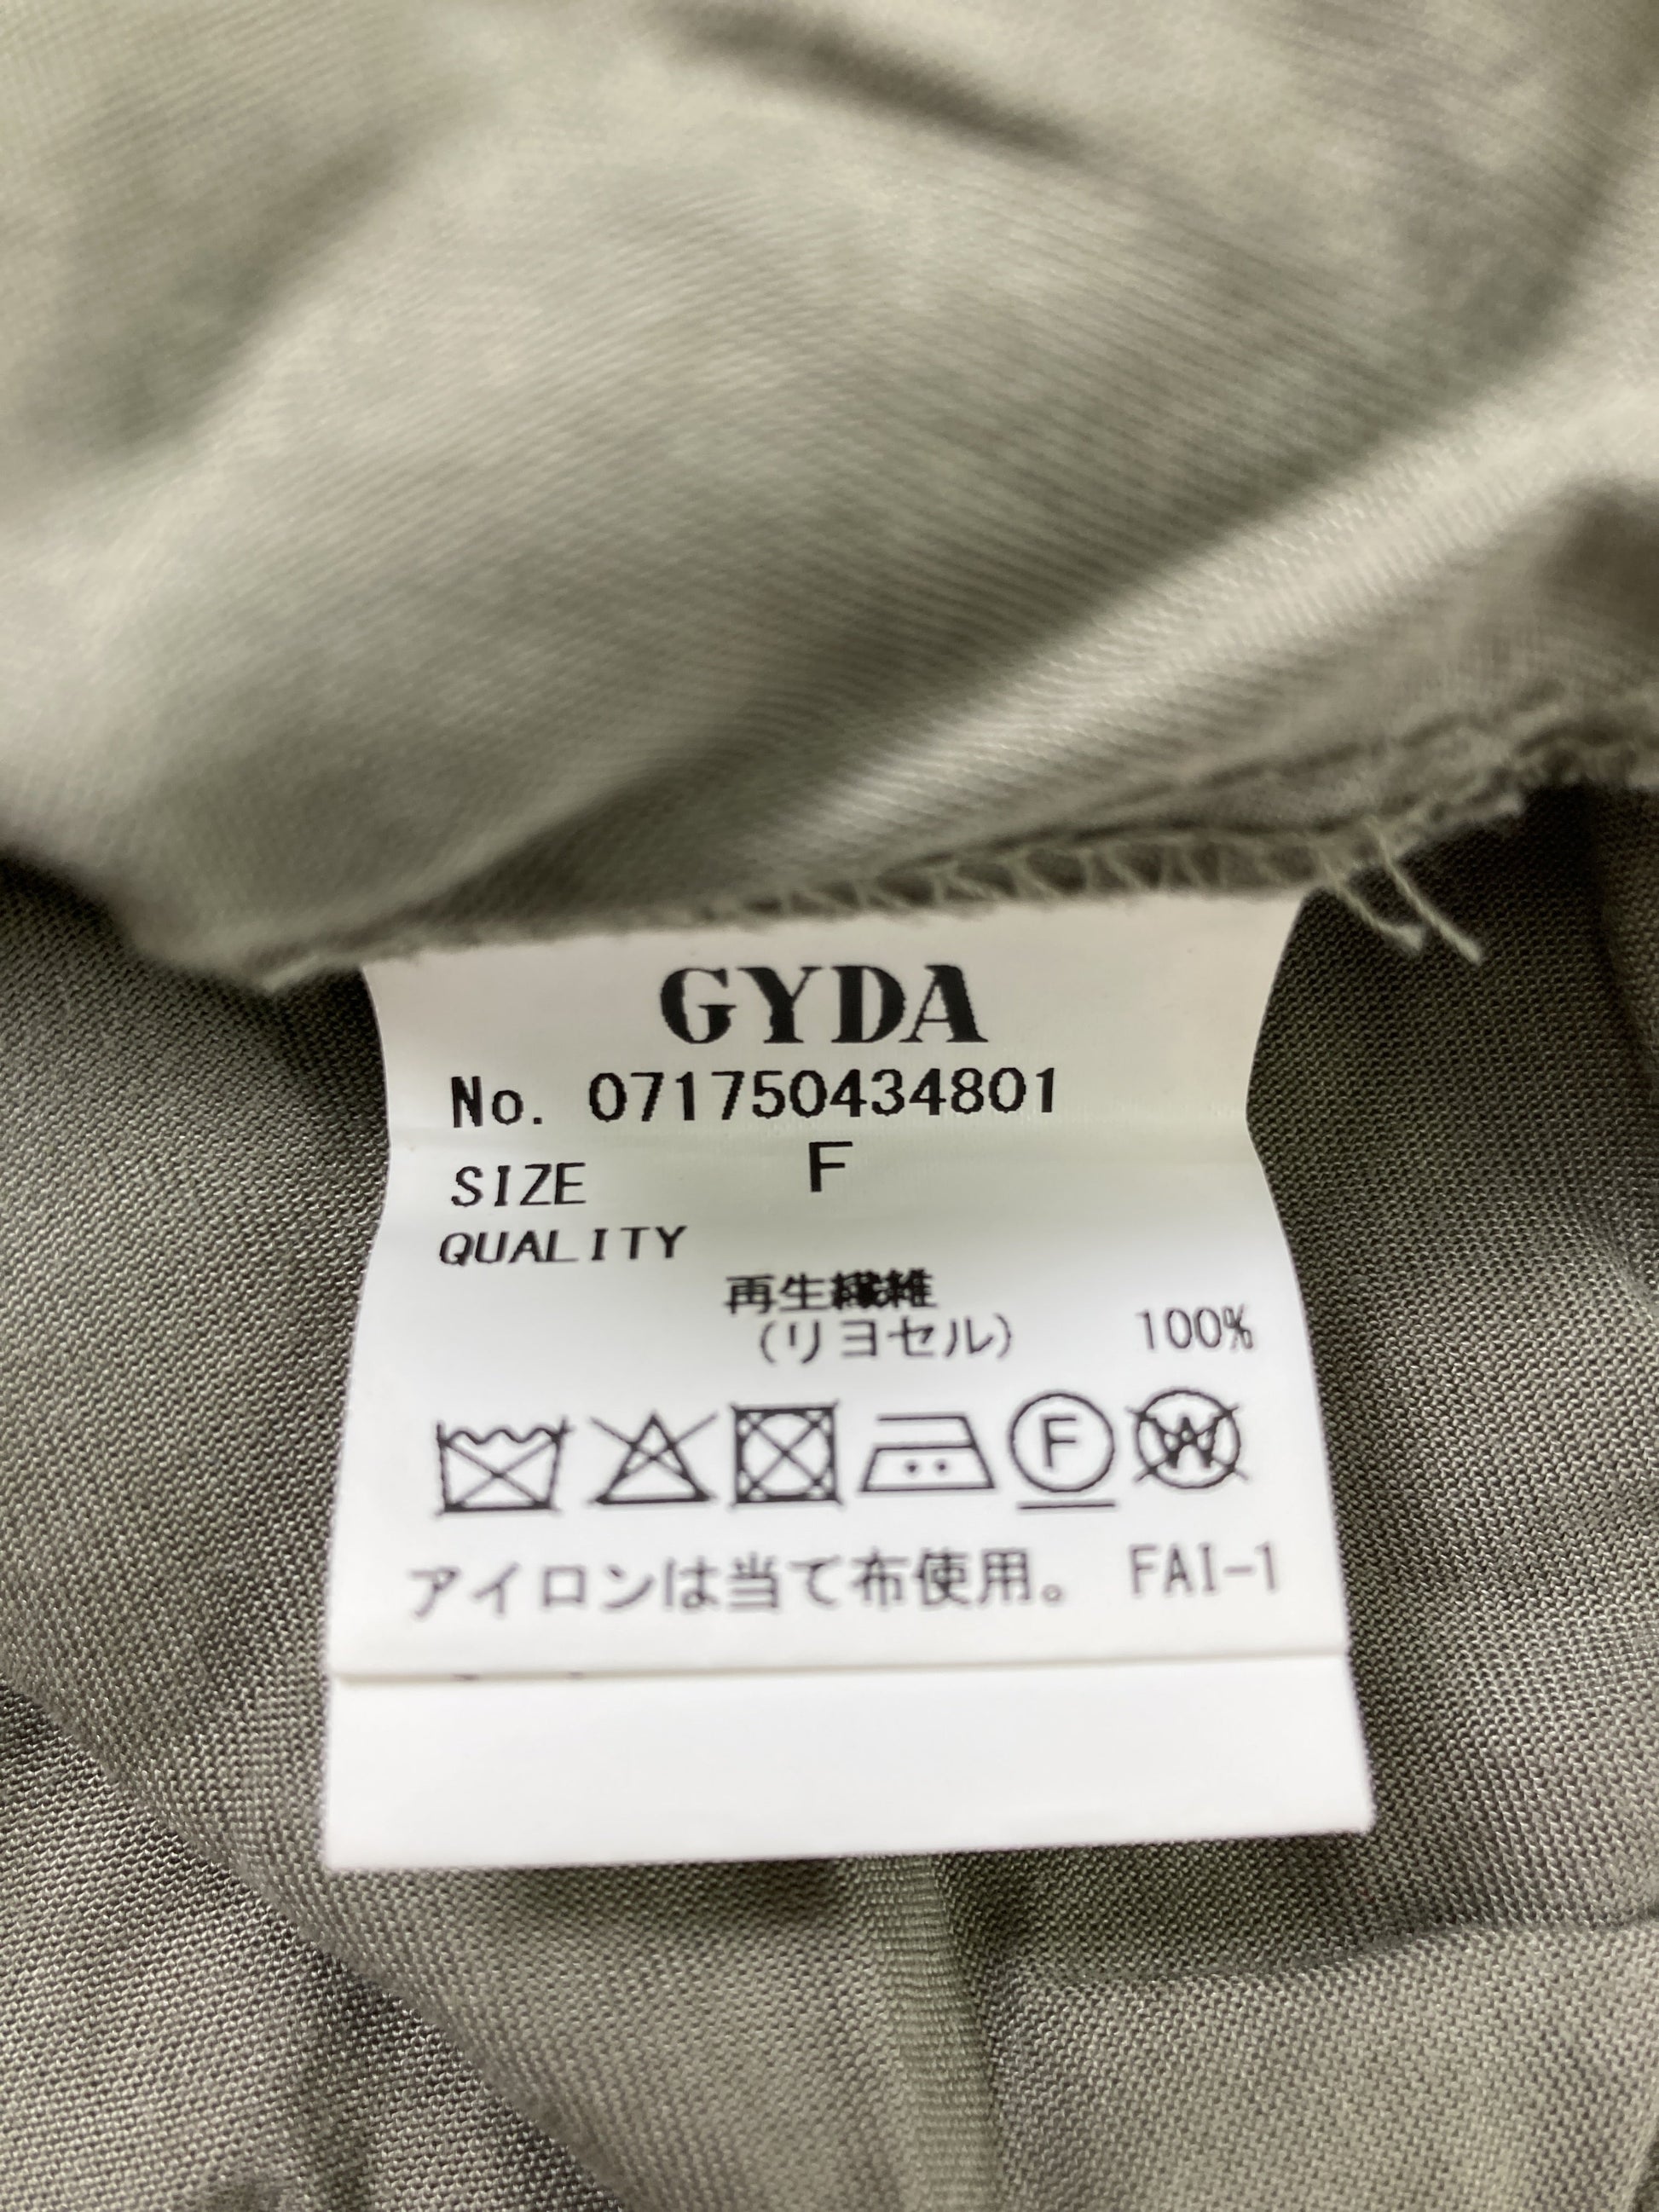 GYDA
No. 071750434801
SIZE F
QUALITY
再生繊維
(リヨセル) 100%
F W
アイロンは当て布使用。 FAI-1